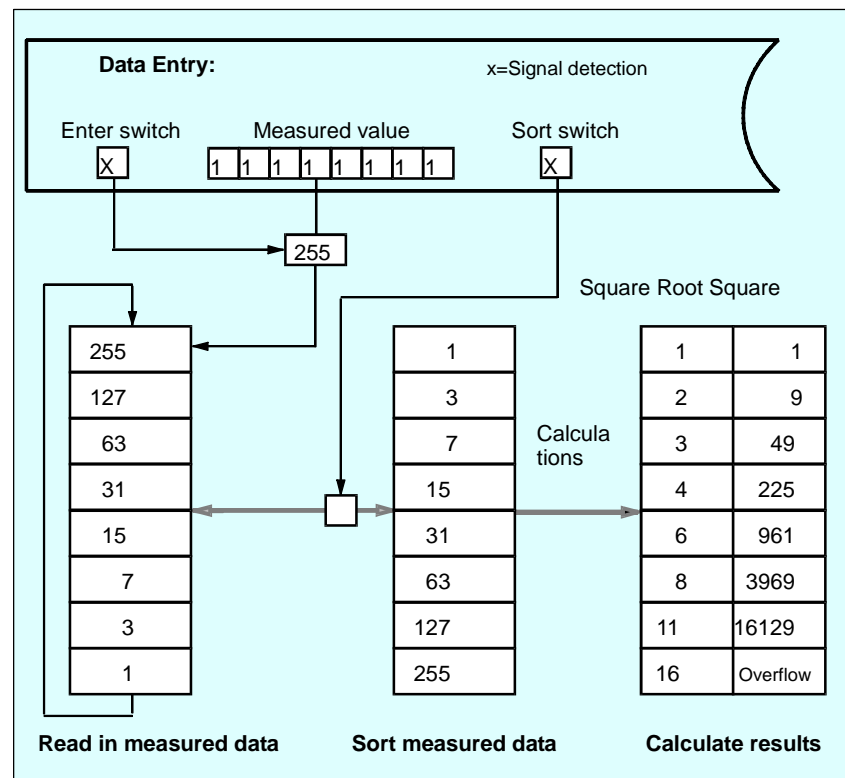 Data Entry:
x=Signal detection
Enter switch
Measured value
Sort switch
X
1 1 1 1 1 1 1 1
X
255
Square Root Square
255
127
63
31
15
7
3
1
1
3
7
15
31
63
127
255
Calcula
tions
1 1
2 9
3 49
4 225
6 961
8 3969
11 16129
16 Overflow
Read in measured data
Sort measured data
Calculate results